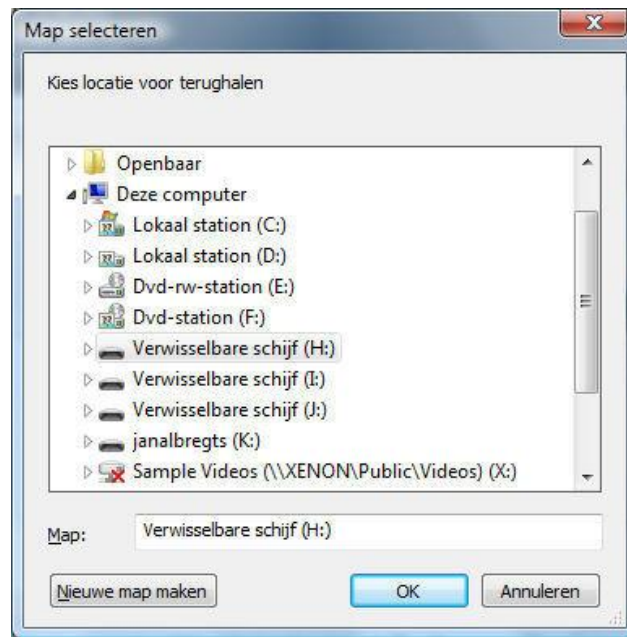 Map selecteren
Kies locatie voor terughalen
Openbaar
Deze computer
Lokaal station (C:)
Lokaal station (D:)
Dvd-rw-station (E:)
Dvd-station (F:)
Verwisselbare schijf (H:)
Verwisselbare schijf (I:)
Verwisselbare schijf (J:)
janalbregts (K:)
Sample Videos (\\XENON\Public\Videos) (X:)
Map: Verwisselbare schijf (H:)
Nieuwe map maken OK Annuleren